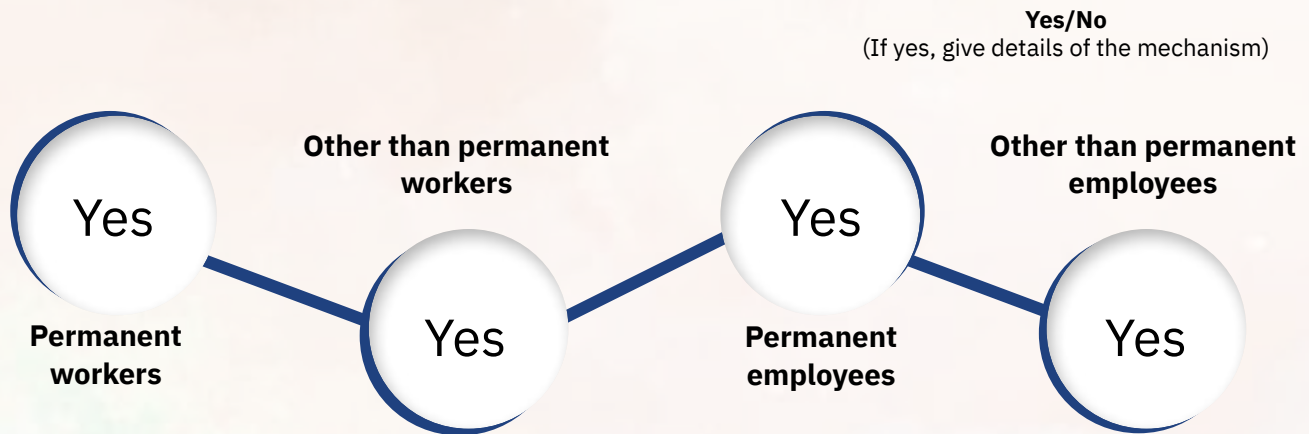 Yes/No
(If yes, give details of the mechanism)
Yes
Permanent
workers
Other than permanent
workers
Yes
Yes
Permanent
employees
Other than permanent
employees
Yes